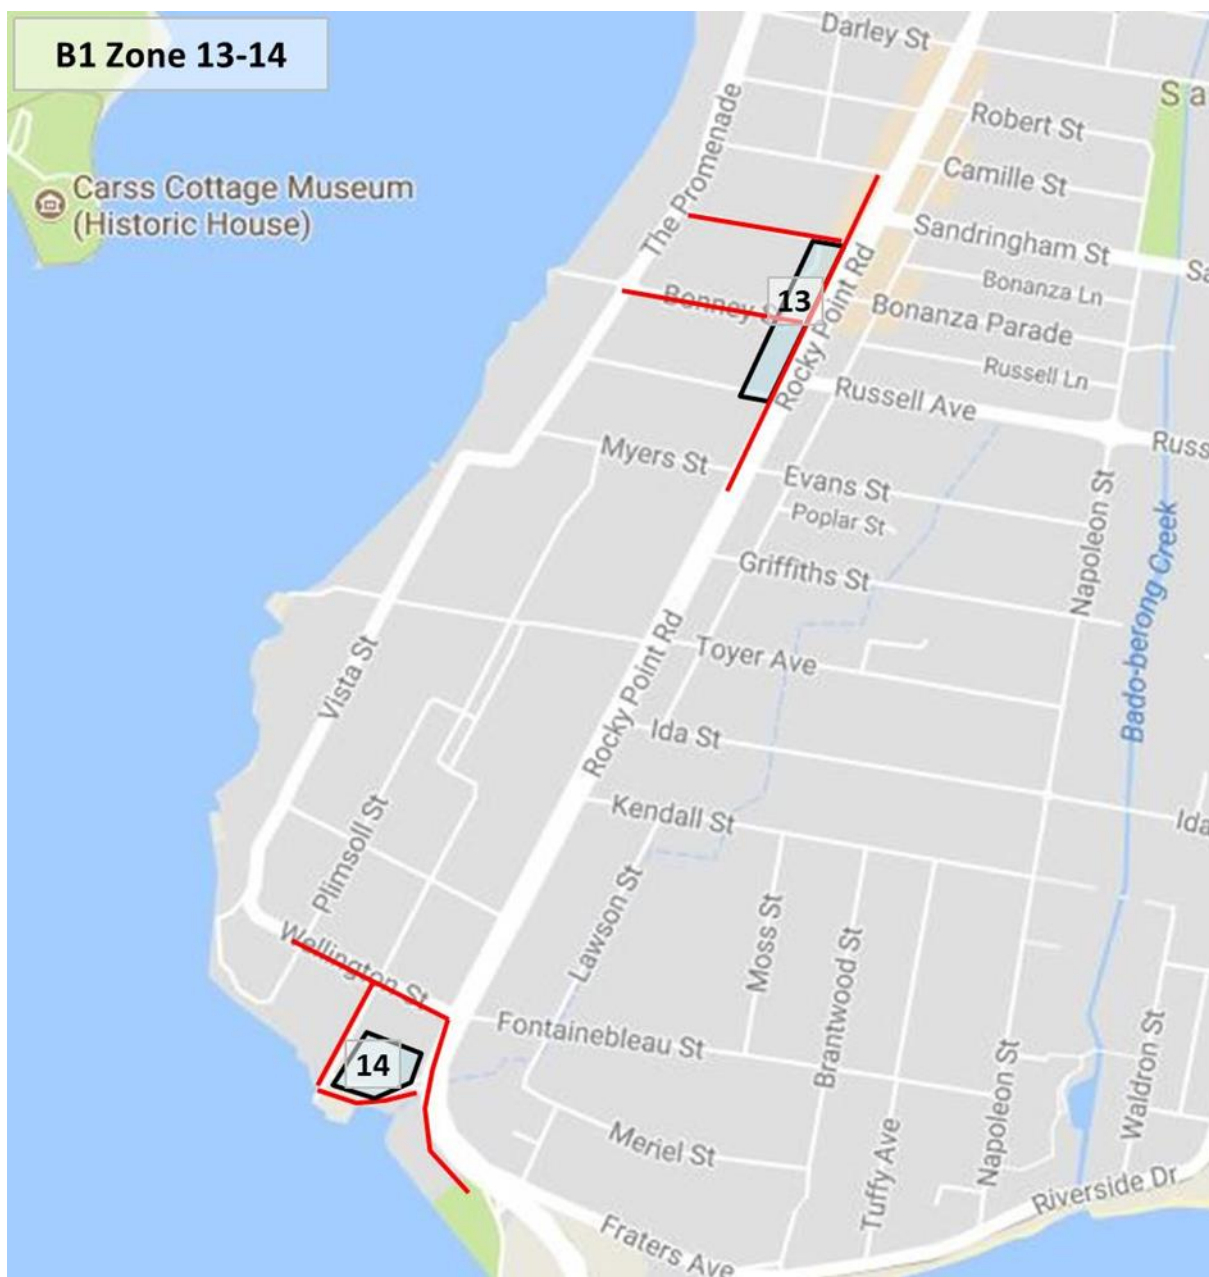 B1 Zone 13-14
Darley St
Sa
Robert St
Camille St
Carss Cottage Museum
(Historic House)
The Promenade
Sandringham St
Sa
Bonanza Ln
Bonney S
13
Rocky Point Rd
Bonanza Parade
Russell Ln
Russell Ave
Russ
Myers St
Evans St
Poplar St
Napoleon St
Griffiths St
Bado-berong Creek
Toyer Ave
Vista St
Rocky Point Rd
Ida St
Kendall St
Ida
Plimsoll St
Lawson St
Moss St
Brantwood St
Wellington St
Fontainebleau St
14
Waldron St
Napoleon St
Meriel St
Tuffy Ave
Riverside Dr
Fraters Ave